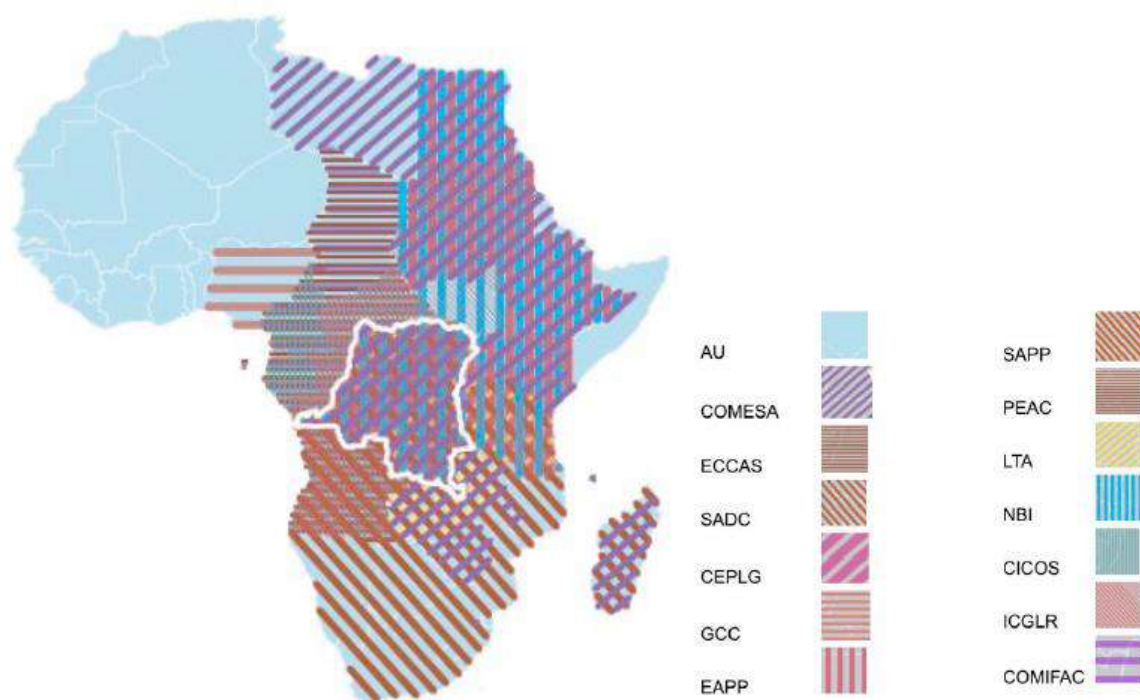 AU
COMESA
ECCAS
SADC
CEPLG
GCC
EAPP
SAPP
PEAC
LTA
NBI
CICOS
ICGLR
COMIFAC